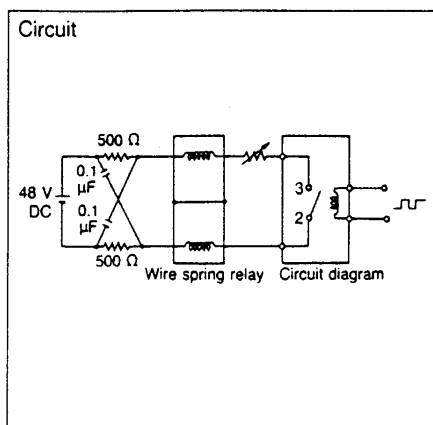 Circuit
500 Ω
0.1
μF
48 V
DC
0.1
μF
500 Ω
3
2
Wire spring relay
Circuit diagram